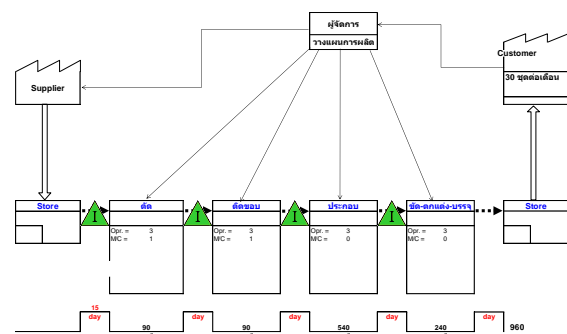 ผู้จัดการ
วางแผนการผลิต
Customer
30 ชุดต่อเดือน
Supplier
Store
I
ตัด
I
ตัดขอบ
I
ประกอบ
I
ขัด-ตกแต่ง-บรรจุ
Store
Opr. = 3
M/C = 1
Opr. = 3
M/C = 1
Opr. = 3
M/C = 0
Opr. = 3
M/C = 0
15
day
day
day
day
day
90
90
540
240
960